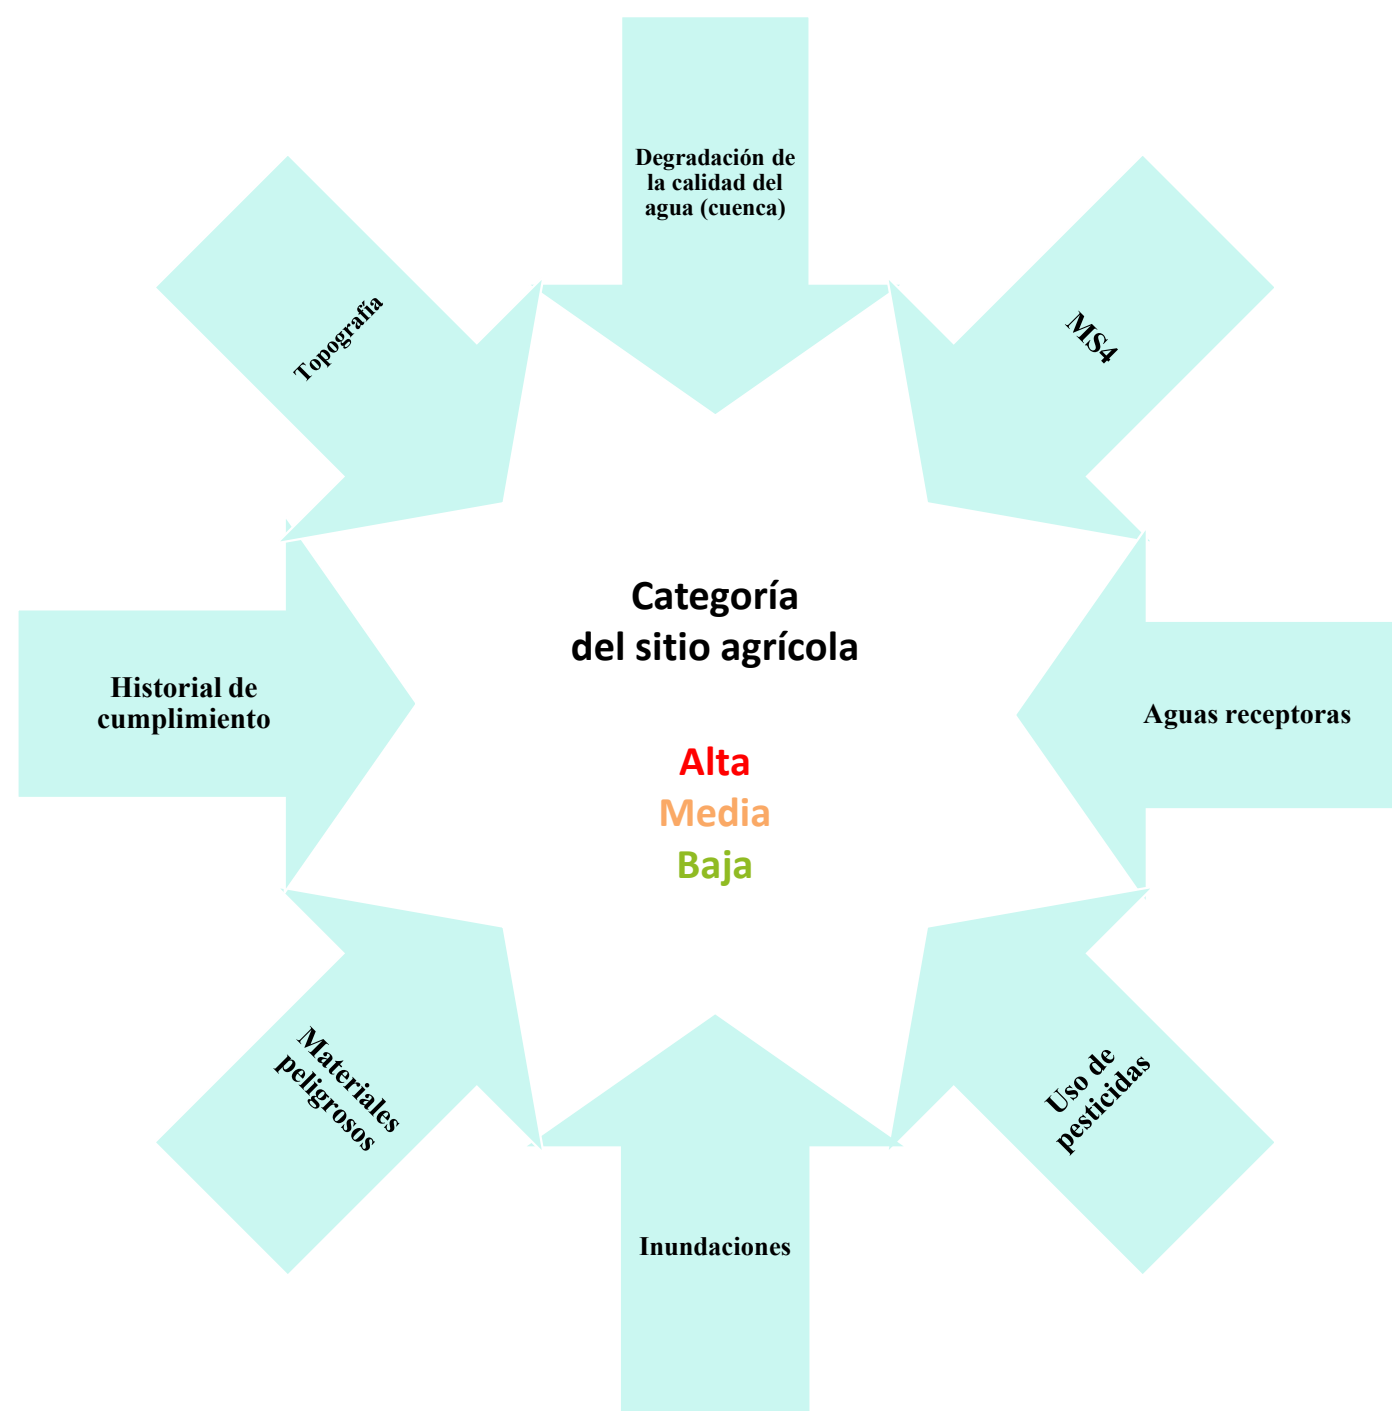 Degradación de
la calidad del
agua (cuenca)
Topografía
MS4
Categoría
del sitio agrícola
Historial de
cumplimiento
Aguas receptoras
Alta
Media
Baja
Materiales
peligrosos
Uso de
pesticidas
Inundaciones